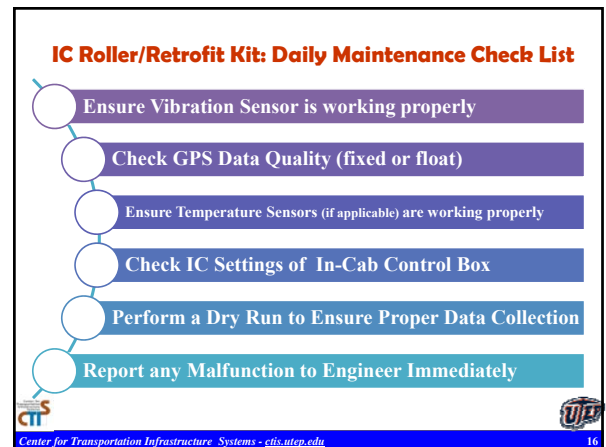 IC Roller/Retrofit Kit: Daily Maintenance Check List
Ensure Vibration Sensor is working properly
Check GPS Data Quality (fixed or float)
Ensure Temperature Sensors (if applicable) are working properly
Check IC Settings of In-Cab Control Box
Perform a Dry Run to Ensure Proper Data Collection
Report any Malfunction to Engineer Immediately
CTIS
UTEP
Center for Transportation Infrastructure Systems - ctis.utep.edu
16